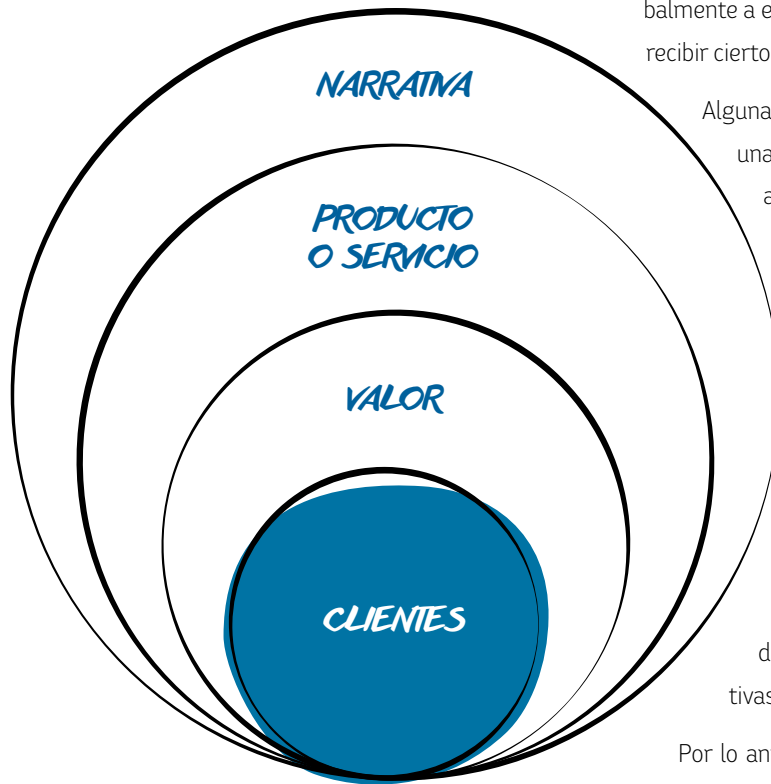 NARRATIVA
PRODUCTO
O SERVICIO
VALOR
CLIENTES
balmente a e
recibir cierto
Alguna
una
a
d
tivas
Por lo an